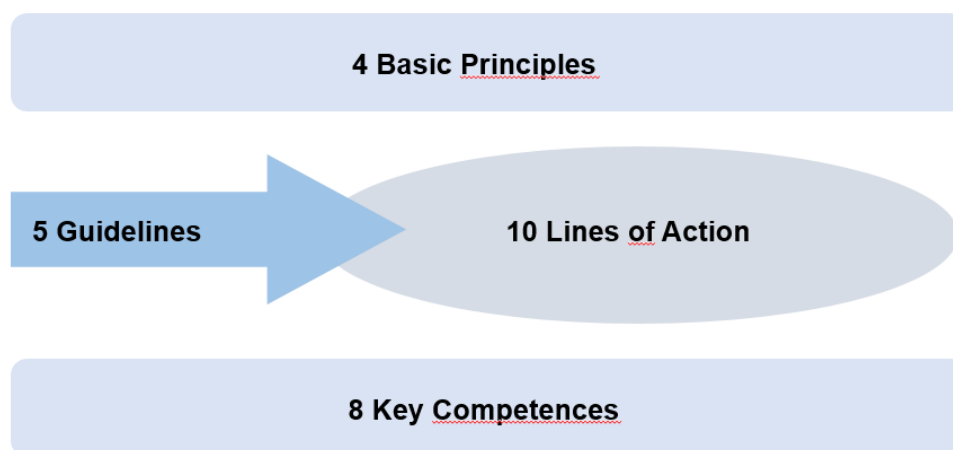 4 Basic Principles
5 Guidelines
10 Lines of Action
8 Key Competences